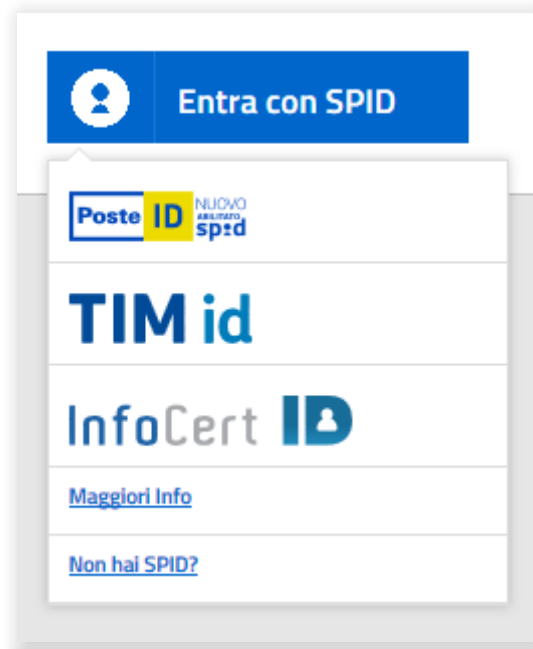 Entra con SPID
Poste ID NUOVO
ABILITATO
spid
TIM id
InfoCert ID
Maggiori Info
Non hai SPID?